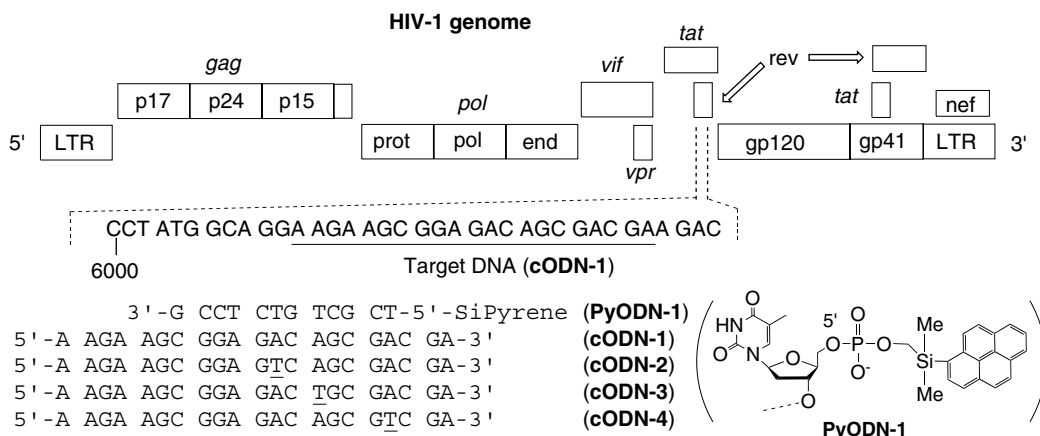 HIV-1 genome
tat
rev
gag
vif
p17 p24 p15
pol
tat
nef
5' LTR
prot pol end
vpr
gp120 gp41 LTR 3'
CCT ATG GCA GGA AGA AGC GGA GAC AGC GAC GAA GAC
6000
Target DNA (cODN-1)
3'-G CCT CTG TCG CT-5'-SiPyrene (PyODN-1)
5'-A AGA AGC GGA GAC AGC GAC GA-3' (cODN-1)
5'-A AGA AGC GGA GTC AGC GAC GA-3' (cODN-2)
5'-A AGA AGC GGA GAC TGC GAC GA-3' (cODN-3)
5'-A AGA AGC GGA GAC AGC GTC GA-3' (cODN-4)
O
HN
O N
O
O
5'
O P O
O
O-
Me
Si
Me
PyODN-1